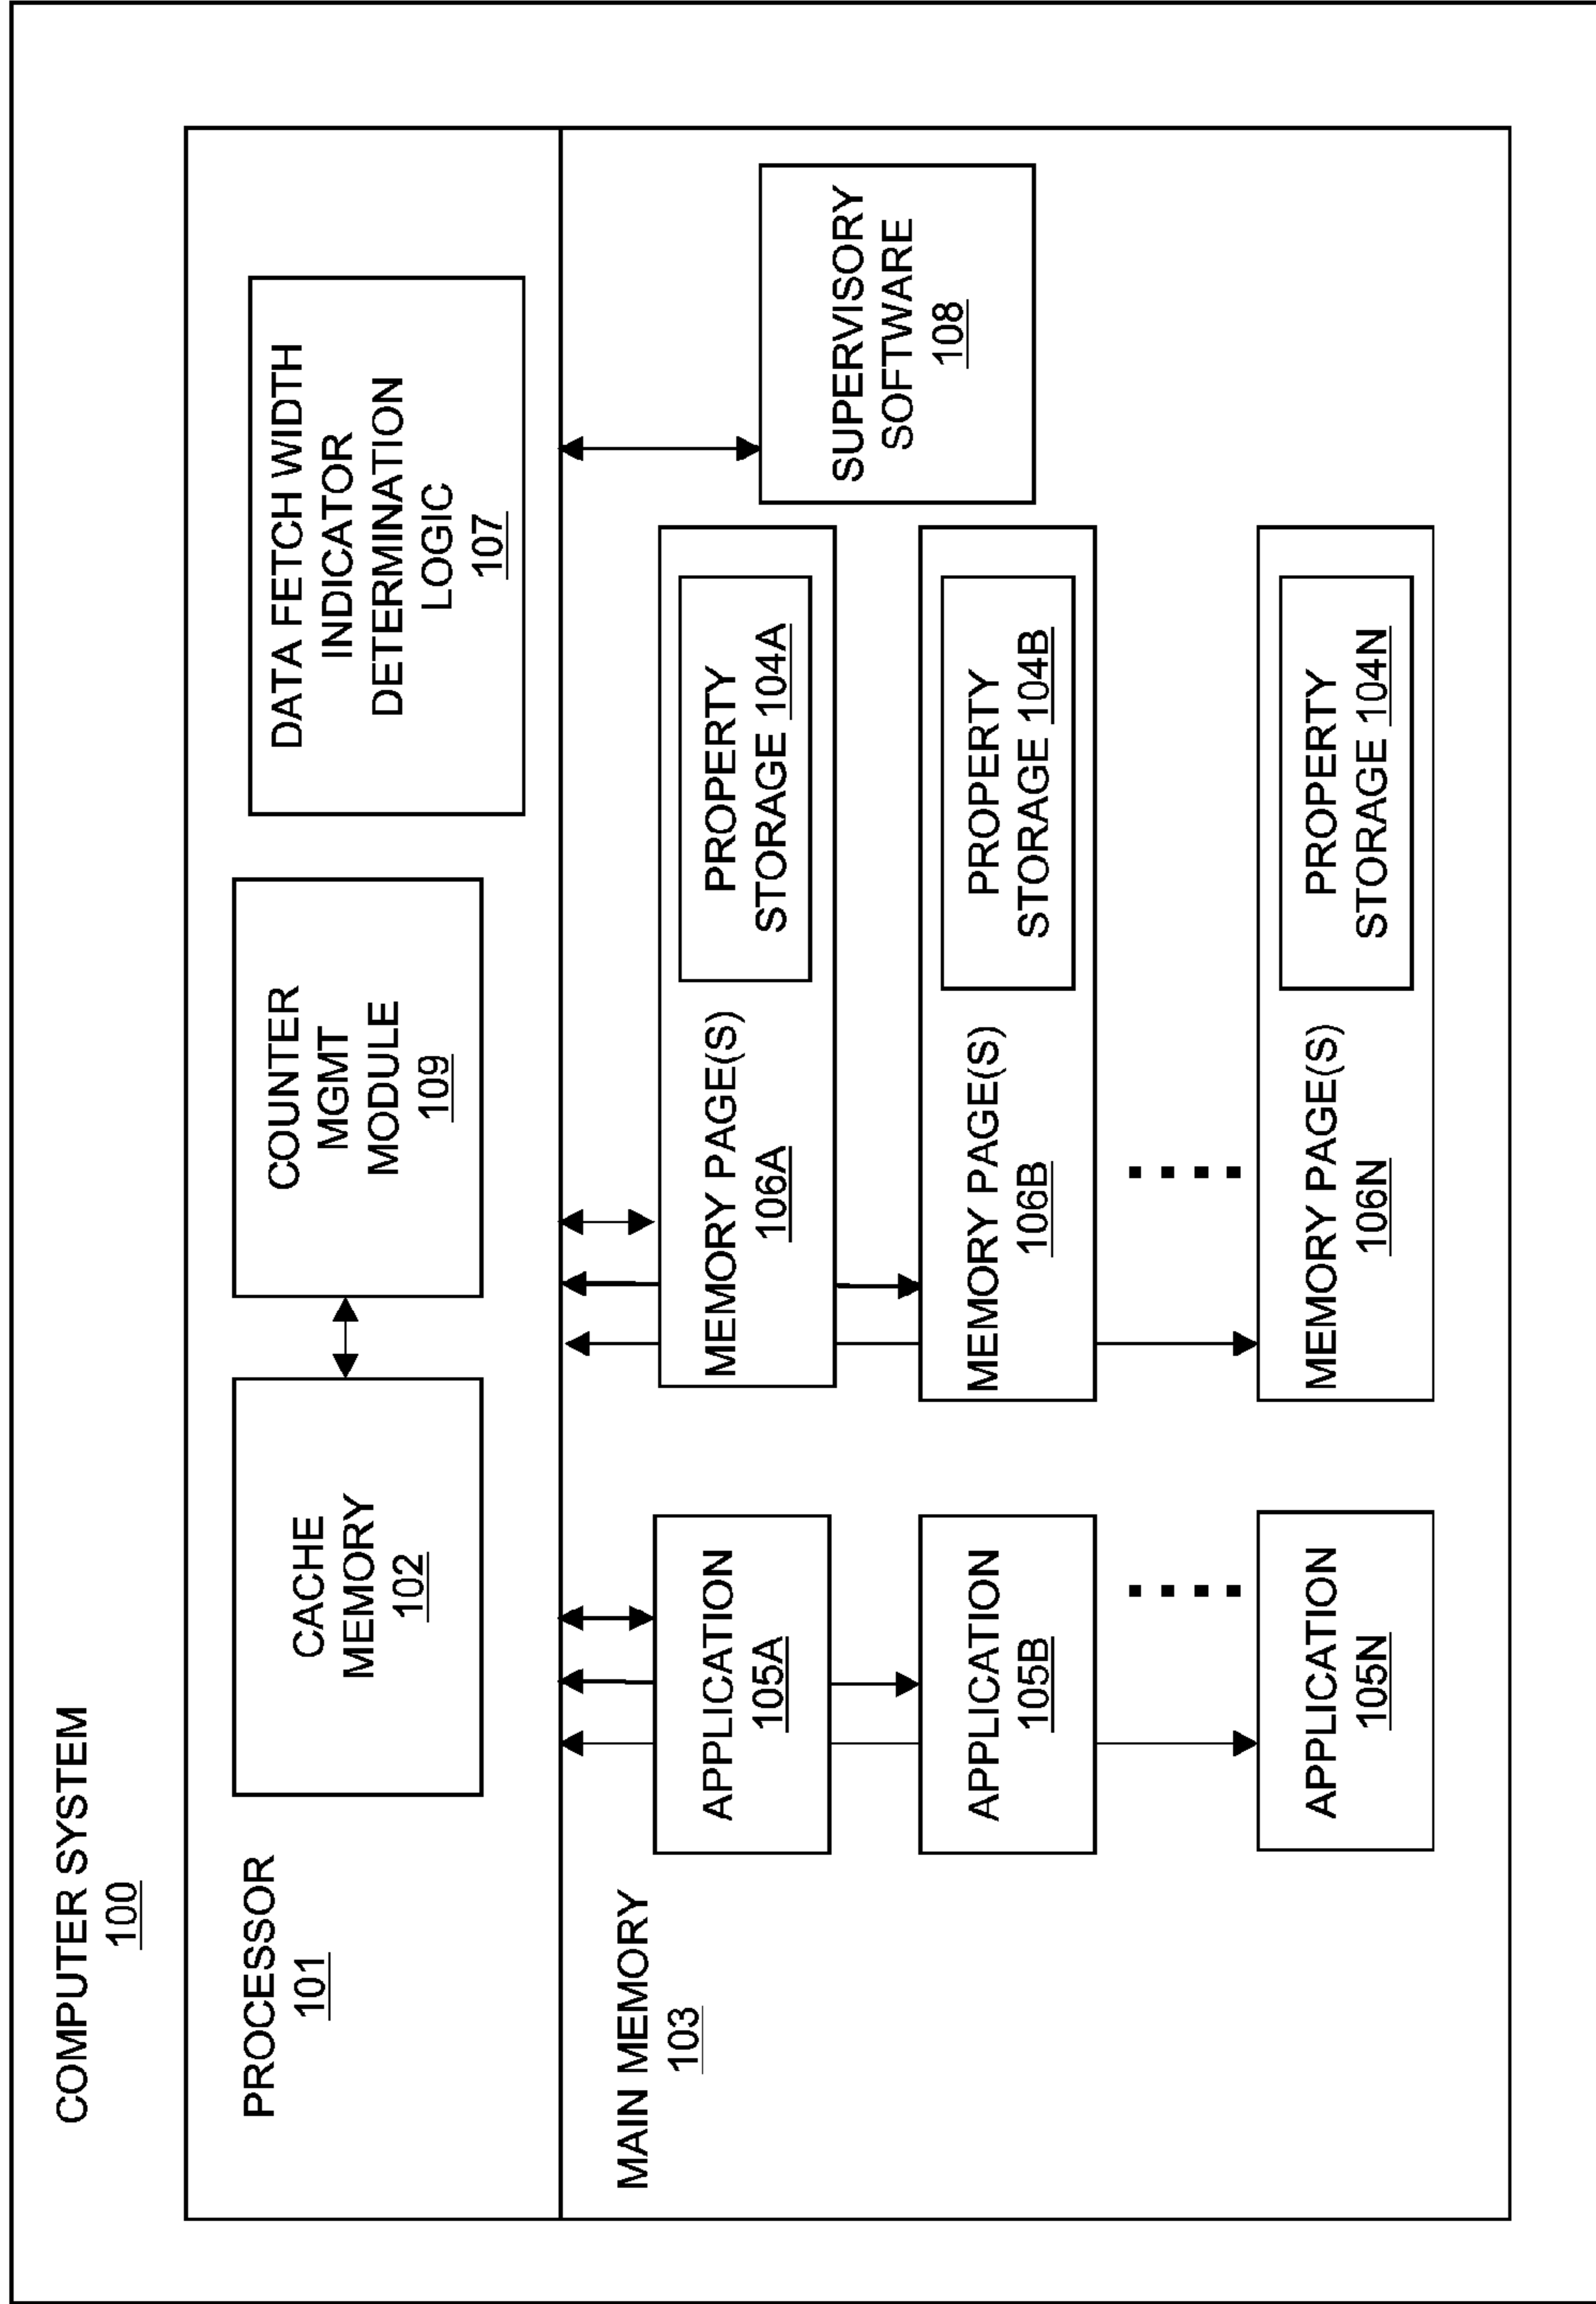 COMPUTER SYSTEM
100
PROCESSOR
101
CACHE
MEMORY
102
COUNTER
MGMT
MODULE
109
DATA FETCH WIDTH
INDICATOR
DETERMINATION
LOGIC
107
MAIN MEMORY
103
APPLICATION
105A
MEMORY PAGE(S)
106A
PROPERTY
STORAGE 104A
SUPERVISORY
SOFTWARE
108
APPLICATION
105B
MEMORY PAGE(S)
106B
PROPERTY
STORAGE 104B
APPLICATION
105N
MEMORY PAGE(S)
106N
PROPERTY
STORAGE 104N